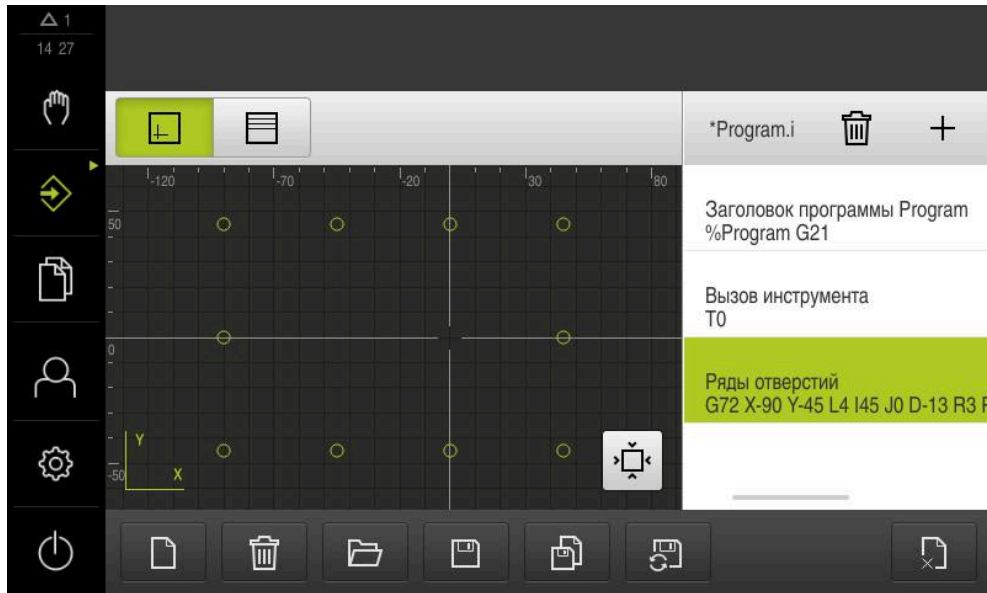 1
14 27
*Program.i
-120
-70
-20
30
80
50
0
-50
Y
X
Заголовок программы Program
%Program G21
Вызов инструмента
T0
Ряды отверстий
G72 X-90 Y-45 L4 I45 J0 D-13 R3